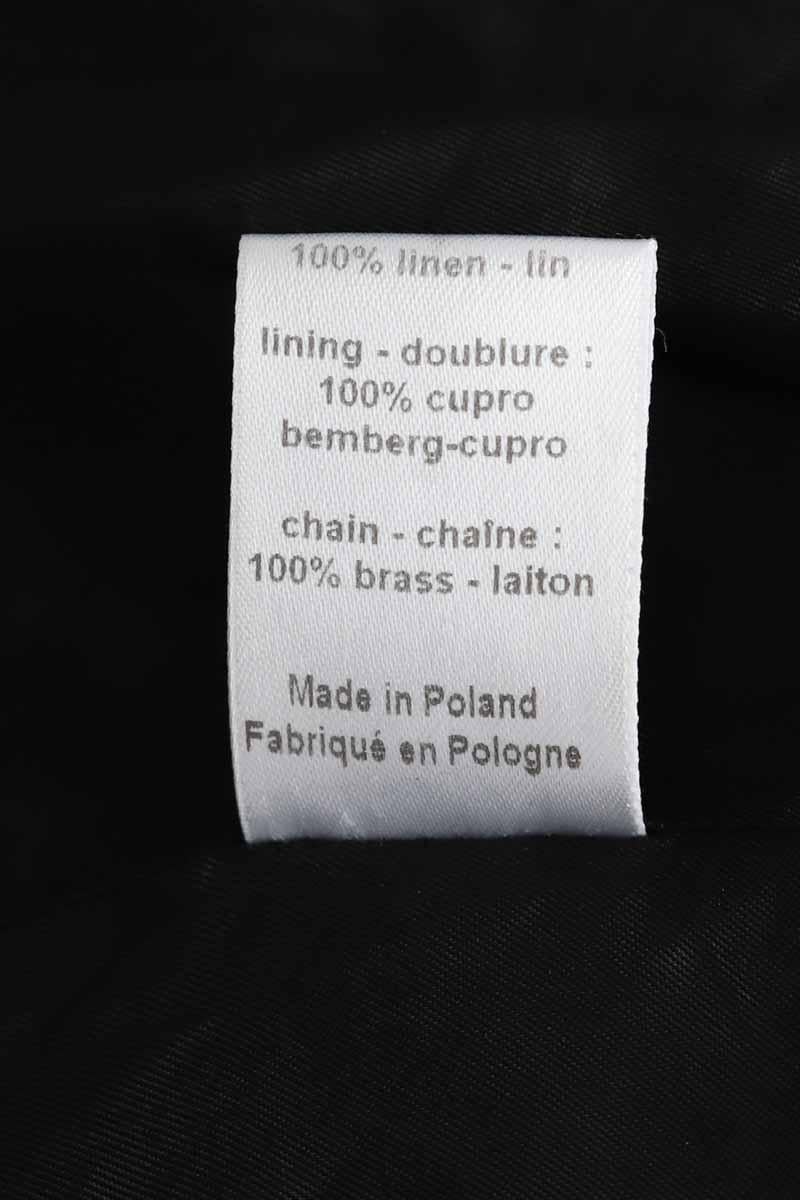 100% linen - lin
lining - doublure :
100% cupro
bemberg-cupro
chain - chaîne :
100% brass - laiton
Made in Poland
Fabriqué en Pologne